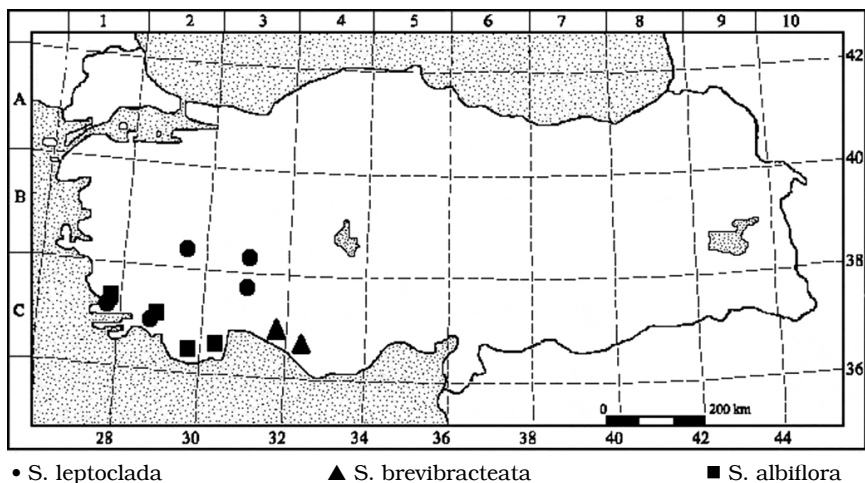 1 2 3 4 5 6 7 8 9 10
42
A
40
B
38
C
36
0 200 km
28 30 32 34 36 38 40 42 44
• S. leptoclada ▲ S. brevibracteata ■ S. albiflora